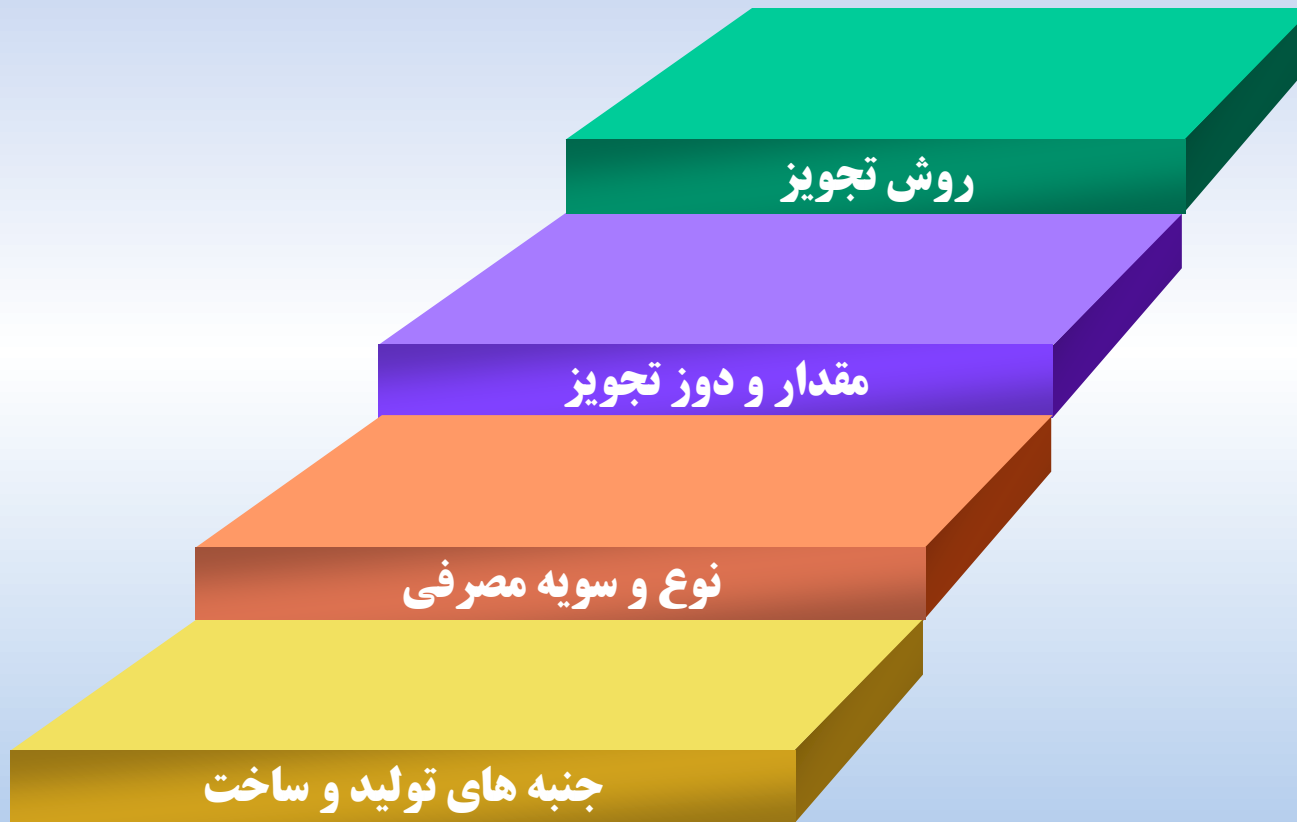 روش تجویز
مقدار و دوز تجویز
نوع و سویه مصرفی
جنبه های تولید و ساخت